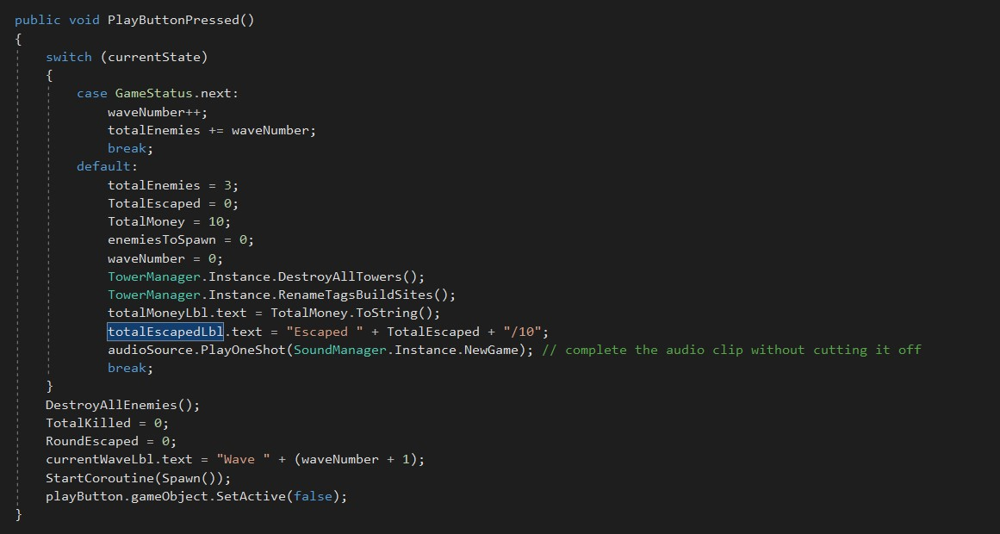 public void PlayButtonPressed()
{
switch (currentState)
{
case GameStatus.next:
waveNumber++;
totalEnemies += waveNumber;
break;
default:
totalEnemies = 3;
TotalEscaped = 0;
TotalMoney = 10;
enemiesToSpawn = 0;
waveNumber = 0;
TowerManager.Instance.DestroyAllTowers();
TowerManager.Instance.RenameTagsBuildSites();
totalMoneyLbl.text = TotalMoney.ToString();
totalEscapedLbl.text = "Escaped " + TotalEscaped + "/10";
audioSource.PlayOneShot(SoundManager.Instance.NewGame); // complete the audio clip without cutting it off
break;
}
DestroyAllEnemies();
TotalKilled = 0;
RoundEscaped = 0;
currentWaveLbl.text = "Wave " + (waveNumber + 1);
StartCoroutine(Spawn());
playButton.gameObject.SetActive(false);
}